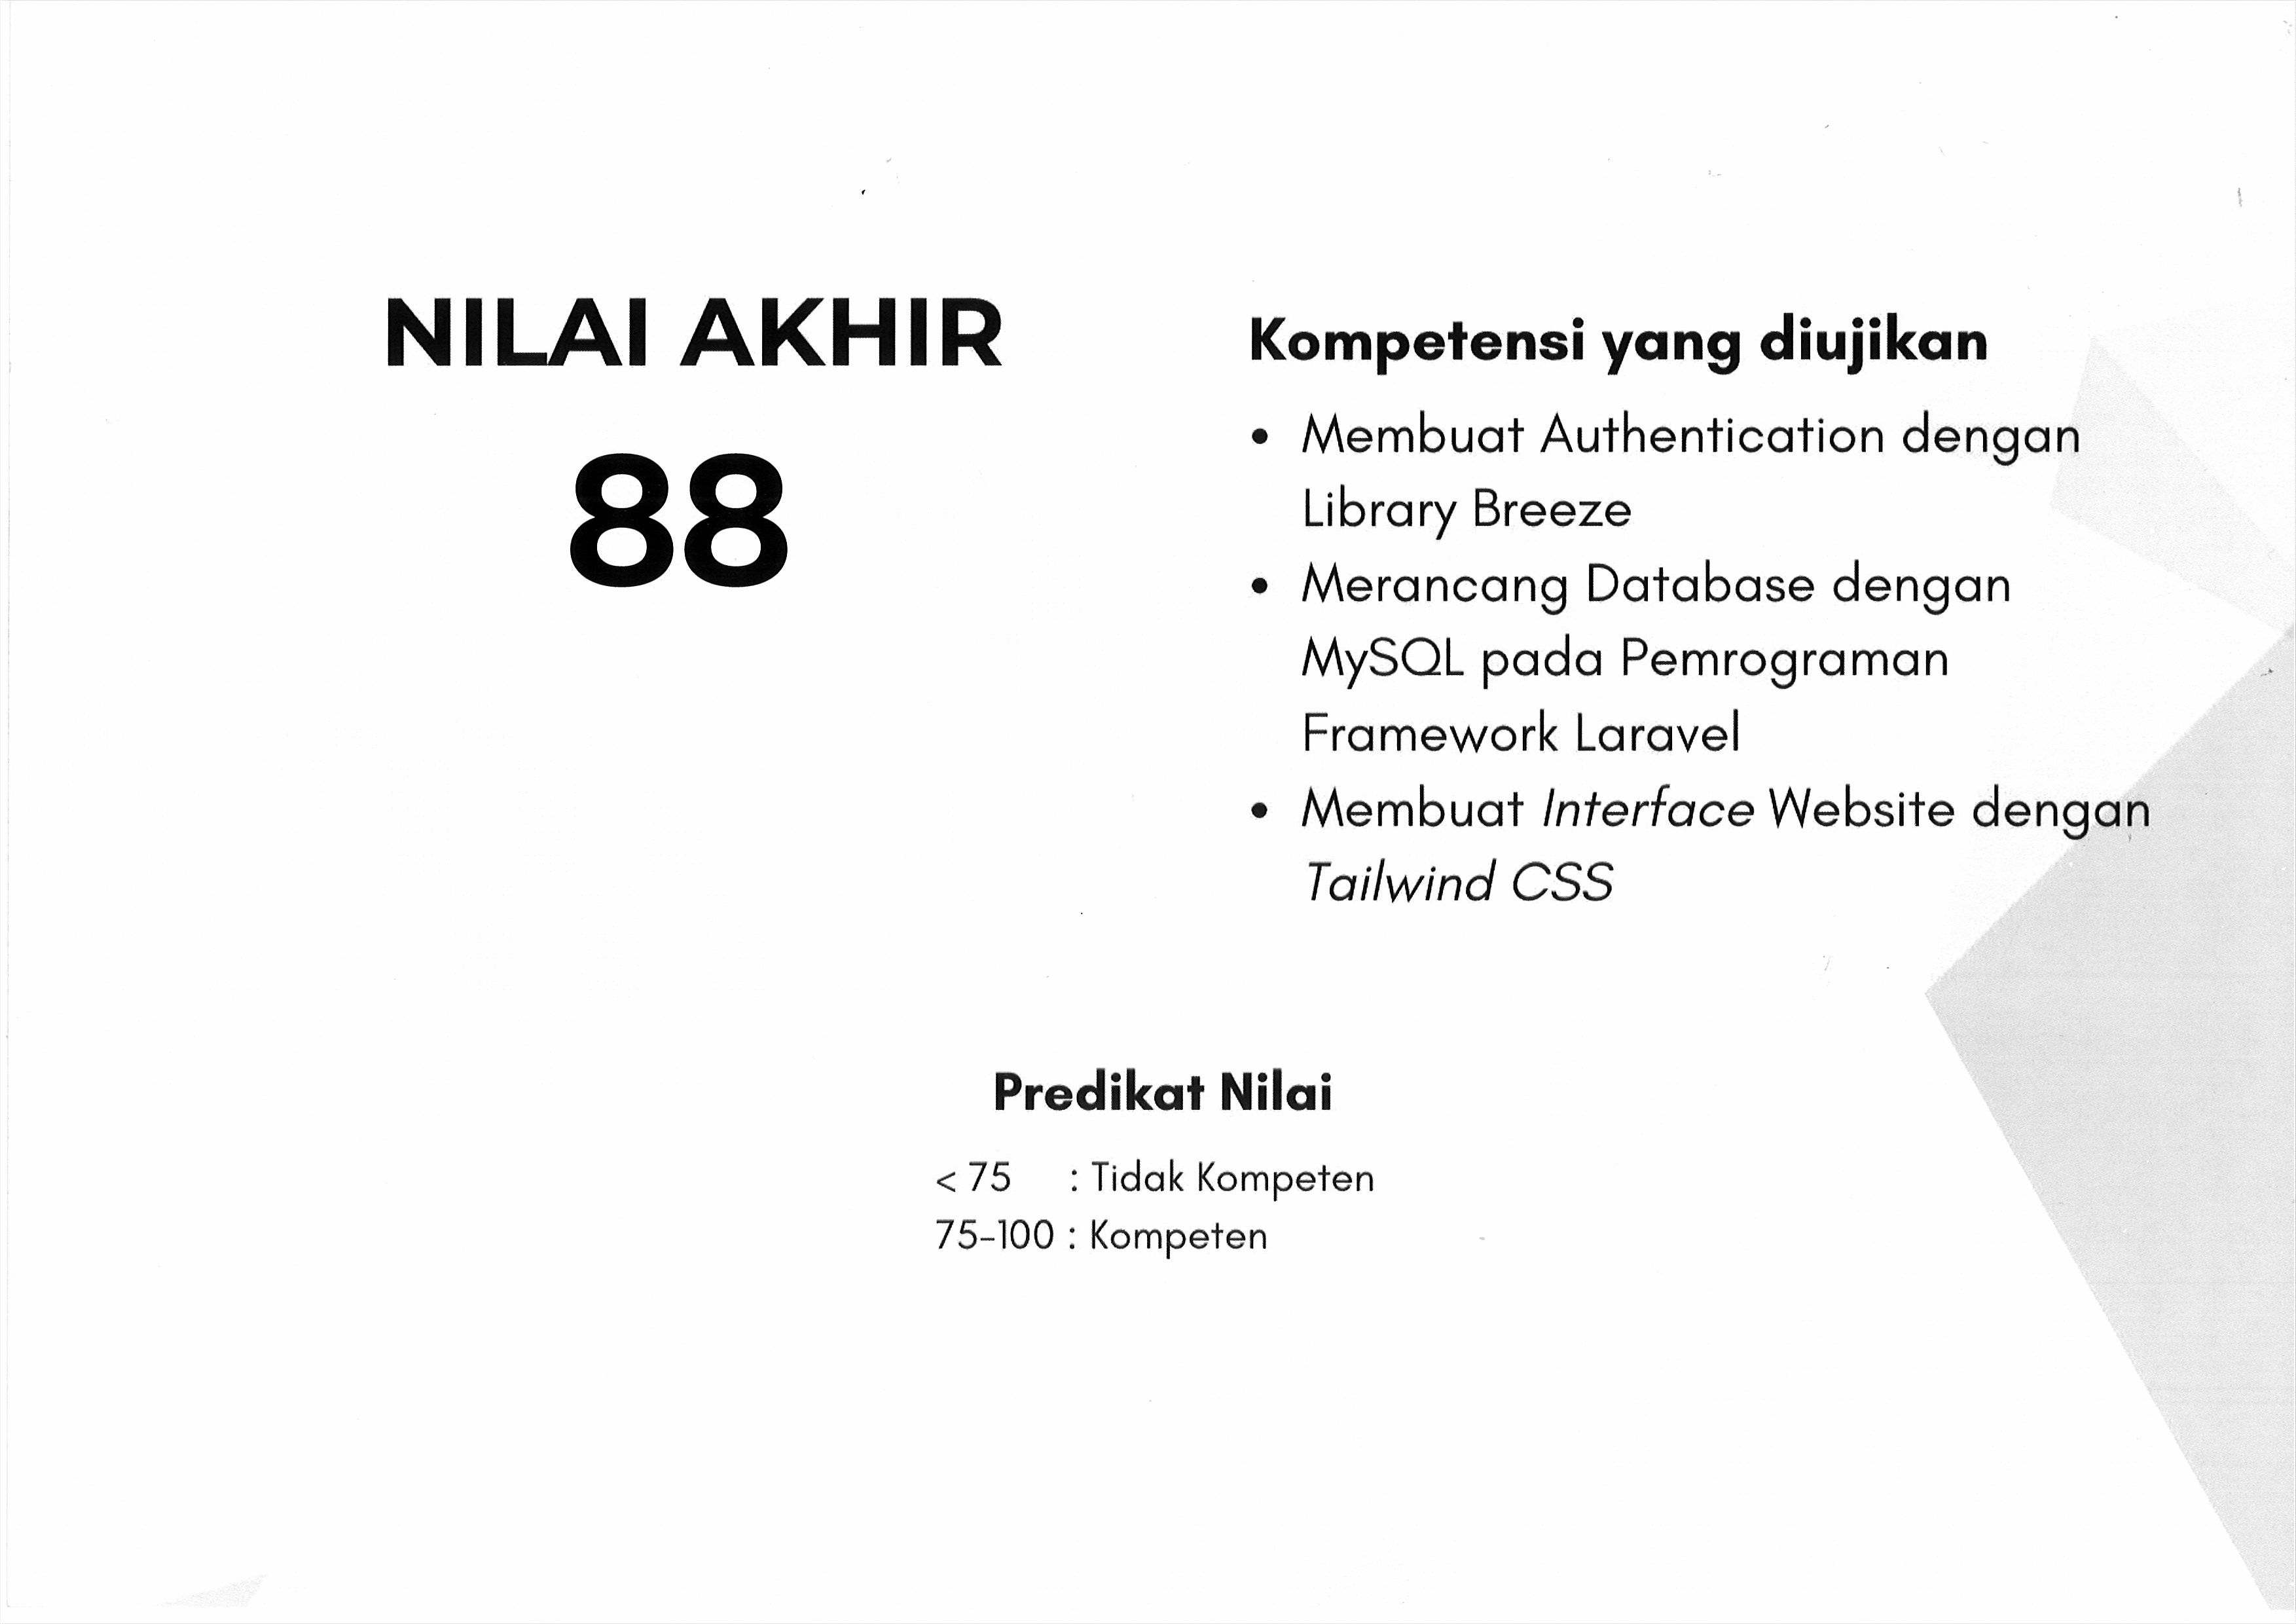 NILAI AKHIR
88
Kompetensi yang diujikan
• Membuat Authentication dengan
Library Breeze
• Merancang Database dengan
MySQL pada Pemrograman
Framework Laravel
• Membuat Interface Website dengan
Tailwind CSS
Predikat Nilai
< 75 : Tidak Kompeten
75-100 : Kompeten